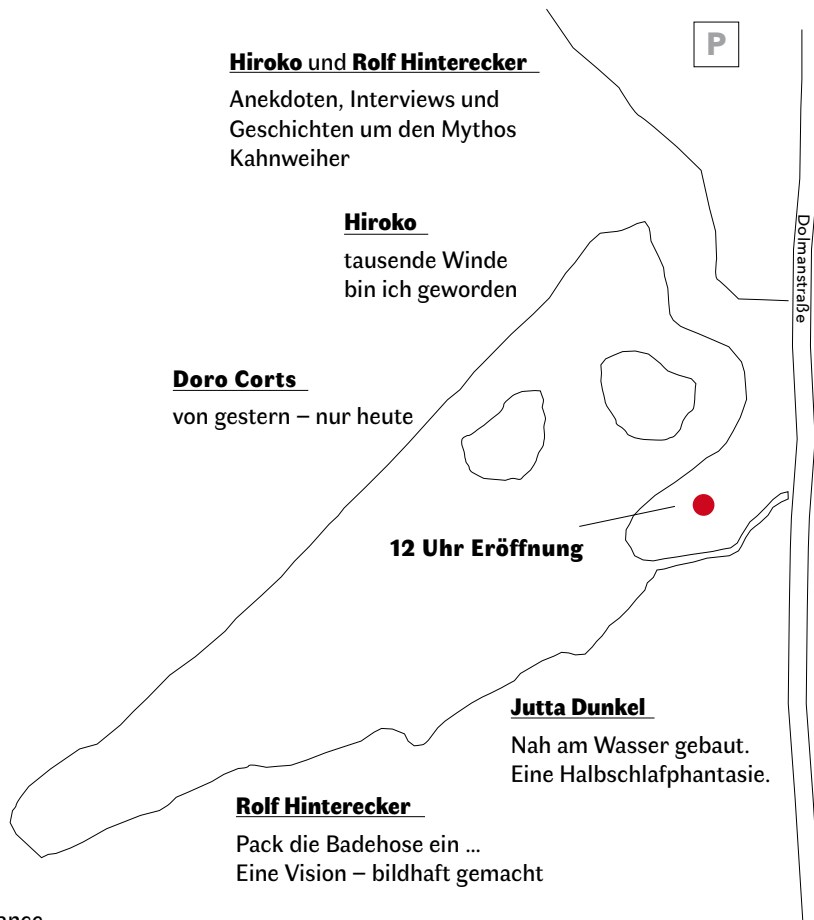 P
Hiroko und Rolf Hinterecker
Anekdoten, Interviews und
Geschichten um den Mythos
Kahnweiher
Hiroko
tausende Winde
bin ich geworden
Dolmanstraße
Doro Corts
von gestern – nur heute
12 Uhr Eröffnung
Jutta Dunkel
Nah am Wasser gebaut.
Eine Halbschlafphantasie.
Rolf Hinterecker
Pack die Badehose ein ...
Eine Vision – bildhaft gemacht